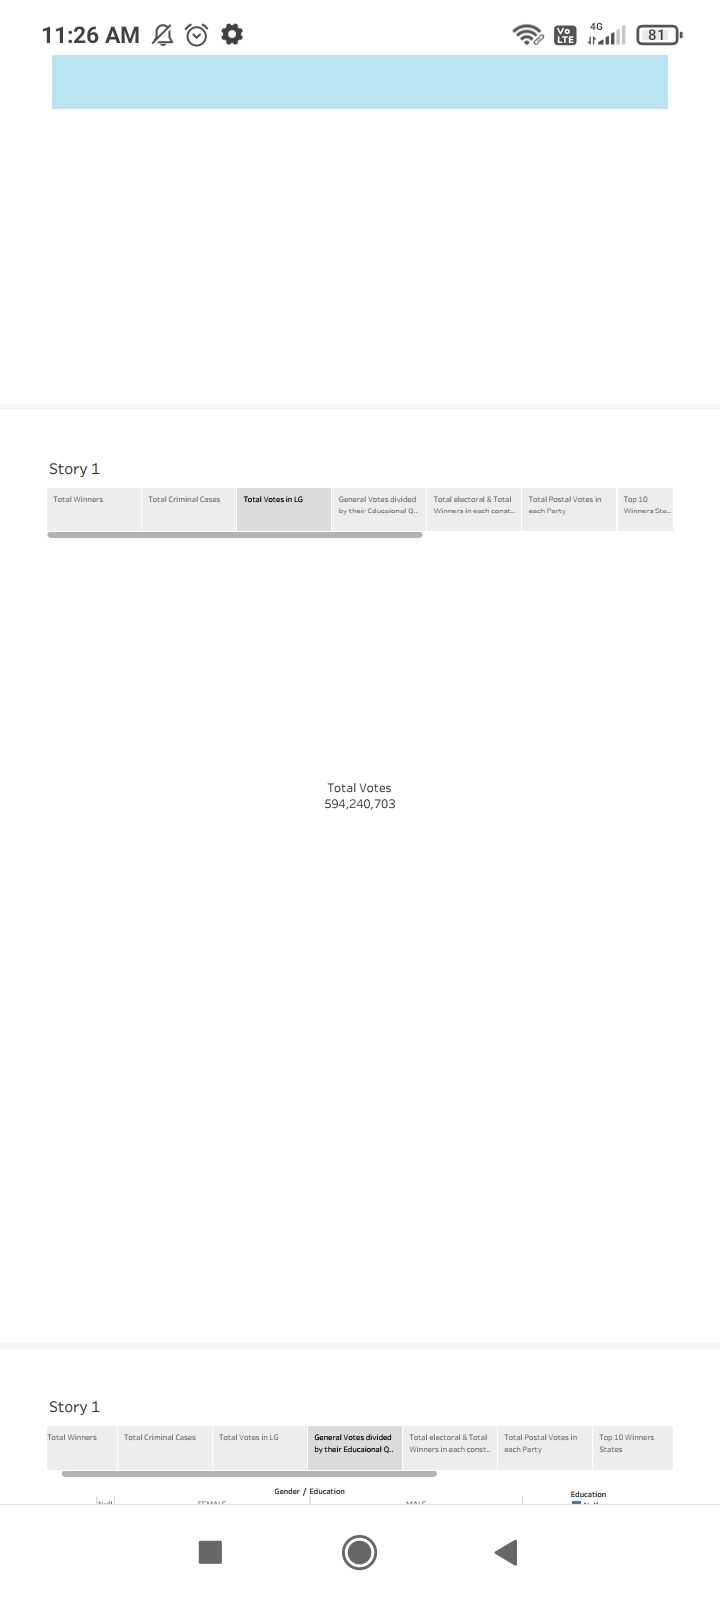 11:26 AM
Vo LTE
4G
81
Story 1
Total Winners
Total Criminal Cases
Total Votes in LG
General Votes divided
by their Educaional Q..
Total electoral & Total
Winners in each const..
Total Postal Votes in
each Party
Top 10
Winners Sta..
Total Votes
594,240,703
Story 1
Total Winners
Total Criminal Cases
Total Votes in LG
General Votes divided
by their Educaional Q..
Total electoral & Total
Winners in each const..
Total Postal Votes in
each Party
Top 10 Winners
States
Gender / Education
Education